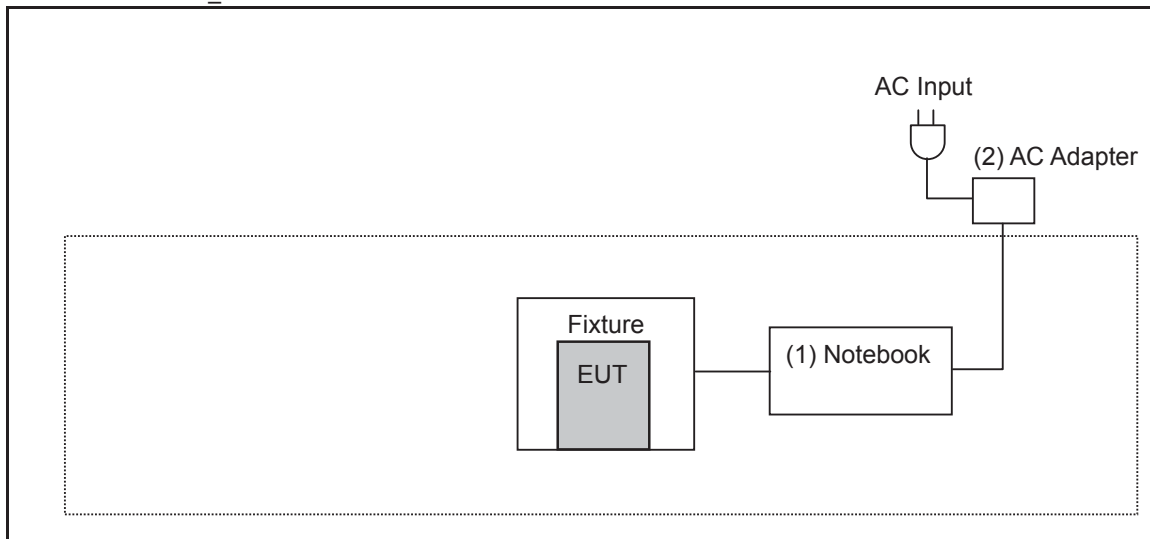 AC Input
(2) AC Adapter
Fixture
EUT
(1) Notebook